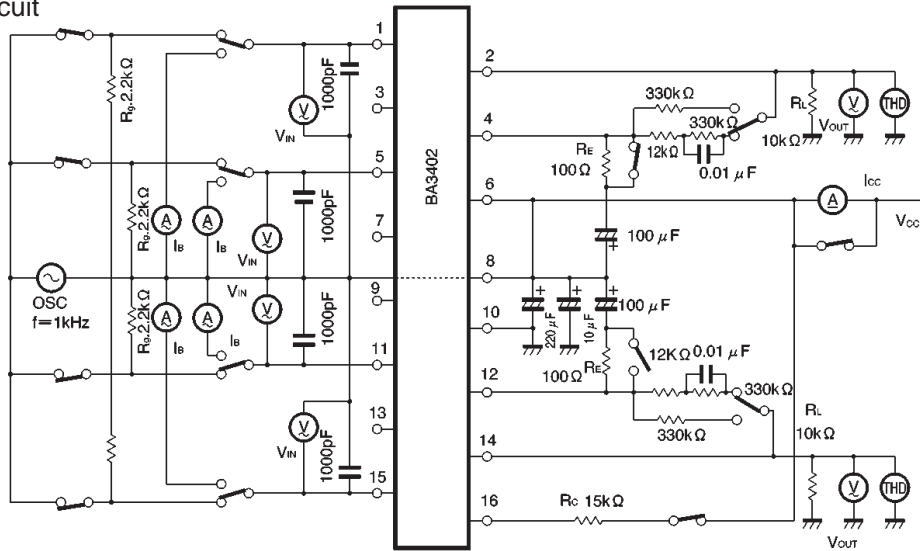 cuit
1
3
5
7
9
11
13
15
BA3402
2
4
6
8
10
12
14
16
Rg.2.2kΩ
Rg.2.2kΩ
Rg.2.2kΩ
1000pF
1000pF
1000pF
1000pF
V
VIN
V
VIN
VIN
V
V
VIN
A
IB
A
IB
A
IB
A
IB
OSC
f=1kHz
330kΩ
330kΩ
12kΩ
0.01 μF
RE
100Ω
RL
10kΩ
VOUT
V
THD
ICC
A
VCC
100 μF
+
+
+
+
220 μF
10 μF
100 μF
RE
100Ω
12KΩ
0.01 μF
330kΩ
330kΩ
RL
10kΩ
V
THD
VOUT
RC 15kΩ